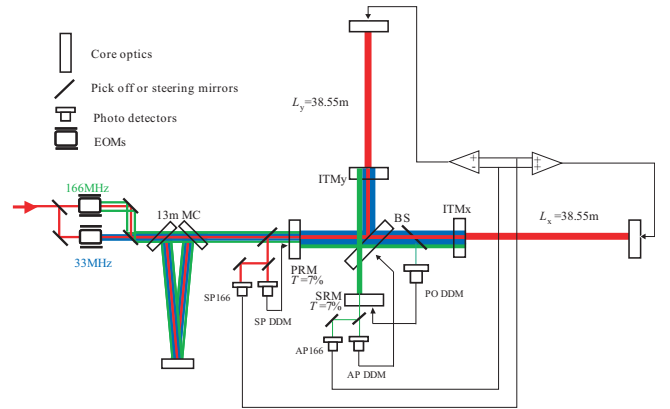 Core optics
Pick off or steering mirrors
Photo detectors
EOMs
Ly=38.55m
ITMy
166MHz
13m MC
BS
ITMx
Lx=38.55m
33MHz
PRM
T=7%
SP166
SP DDM
SRM
T=7%
PO DDM
AP166
AP DDM
+
-
+
-